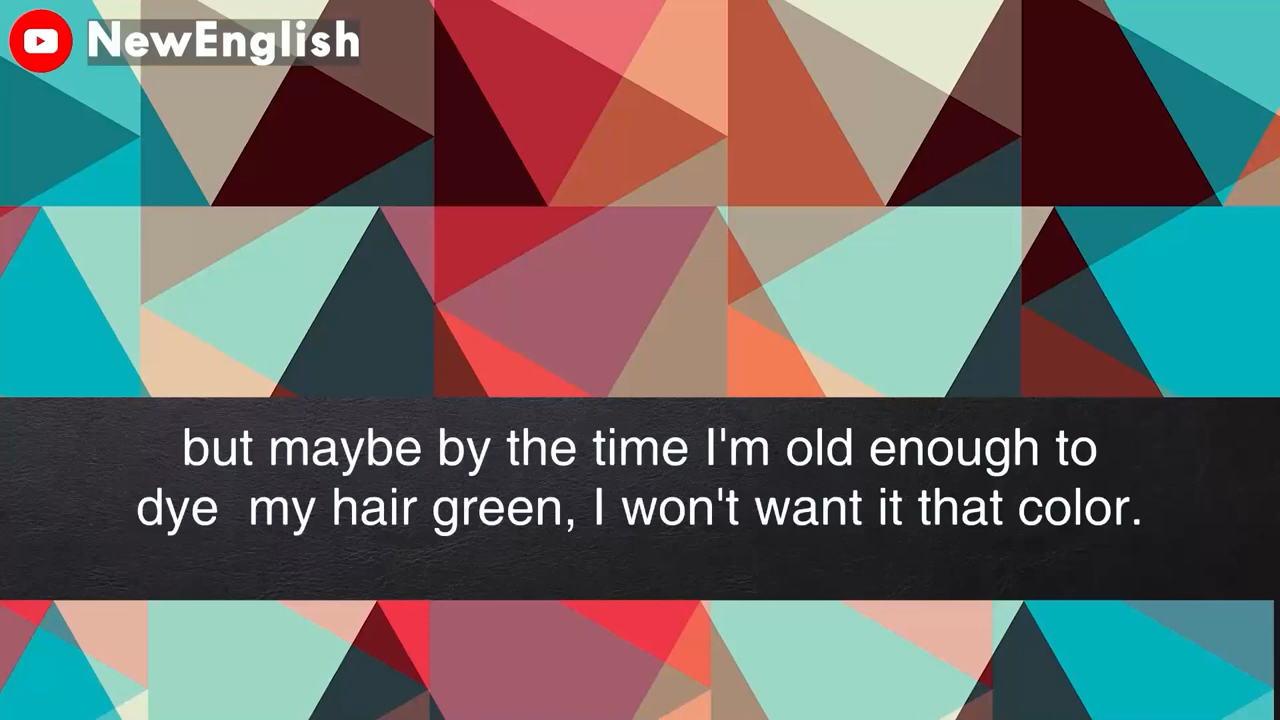 NewEnglish
but maybe by the time I'm old enough to
dye  my hair green, I won't want it that color.